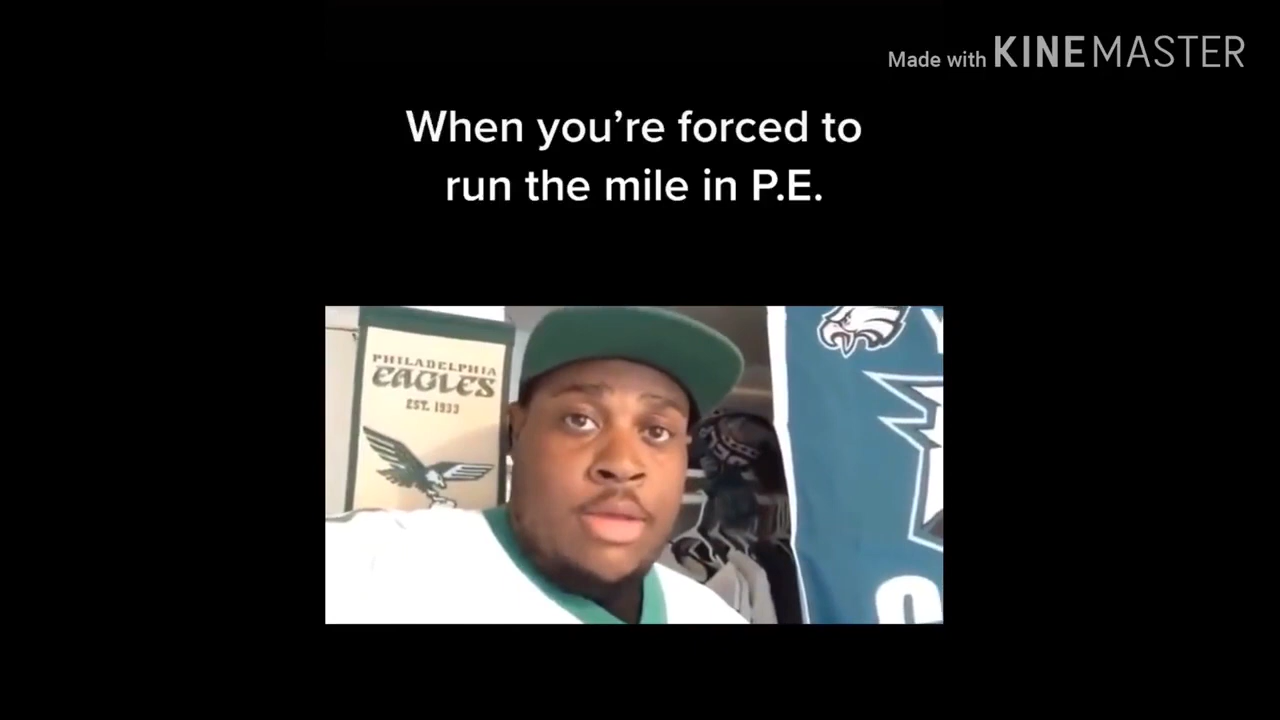 Made with KINEMASTER
When you’re forced to
run the mile in P.E.
PHILADELPHIA
EAGLES
EST. 1933